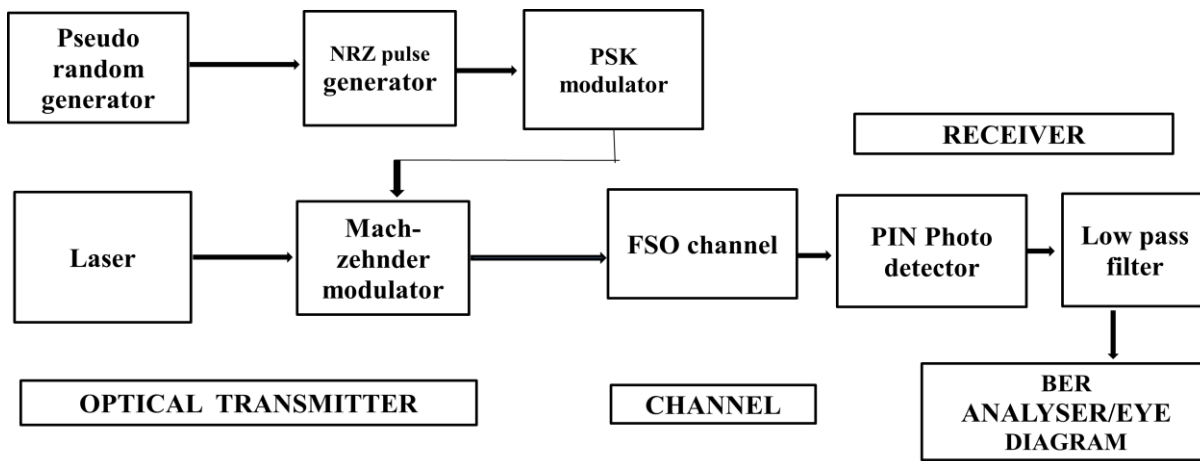 Pseudo
random
generator
NRZ pulse
generator
PSK
modulator
RECEIVER
Laser
Mach-
zehnder
modulator
FSO channel
PIN Photo
detector
Low pass
filter
OPTICAL TRANSMITTER
CHANNEL
BER
ANALYSER/EYE
DIAGRAM